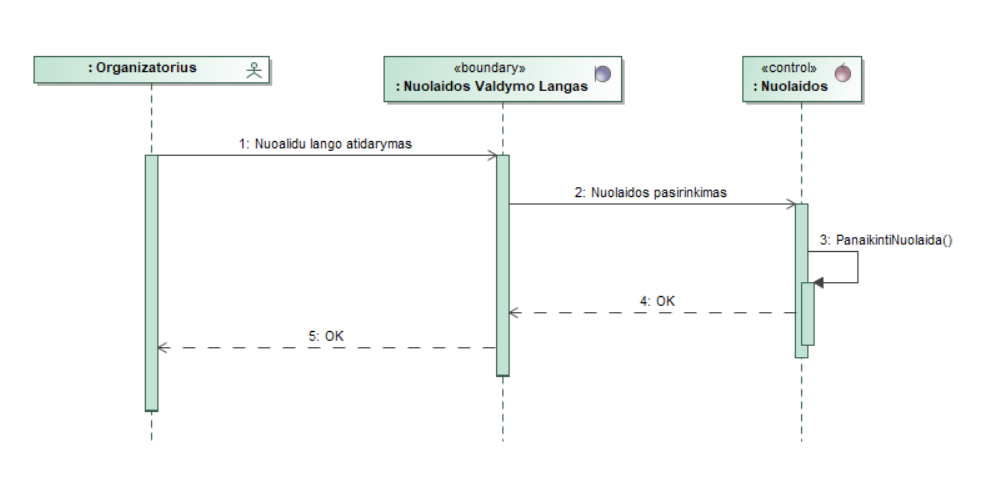 : Organizatorius
«boundary»
: Nuolaidos Valdymo Langas
«control»
: Nuolaidos
1: Nuoalidu lango atidarymas
2: Nuolaidos pasirinkimas
3: PanaikintiNuolaida()
4: OK
5: OK